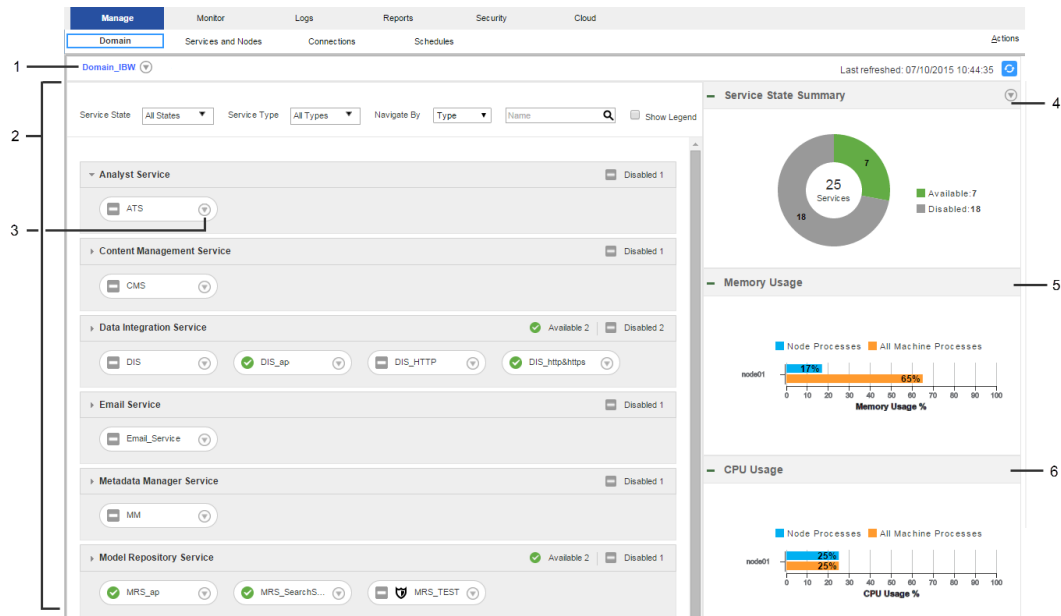 Manage Monitor Logs Reports Security Cloud
Domain Services and Nodes Connections Schedules Actions
1 Domain_IBW Last refreshed: 07/10/2015 10:44:35
2
Service State All States Service Type All Types Navigate By Type Name Show Legend
Analyst Service Disabled 1
ATS
3
Content Management Service Disabled 1
CMS
Data Integration Service Available 2 Disabled 2
DIS DIS_ap DIS_HTTP DIS_http&https
Email Service Disabled 1
Email_Service
Metadata Manager Service Disabled 1
MM
Model Repository Service Available 2 Disabled 1
MRS_ap MRS_SearchS... MRS_TEST
Service State Summary
4
7
25
Services
18
Available:7
Disabled:18
Memory Usage 5
Node Processes All Machine Processes
node01
17%
65%
0 10 20 30 40 50 60 70 80 90 100
Memory Usage %
CPU Usage 6
Node Processes All Machine Processes
node01
25%
25%
0 10 20 30 40 50 60 70 80 90 100
CPU Usage %